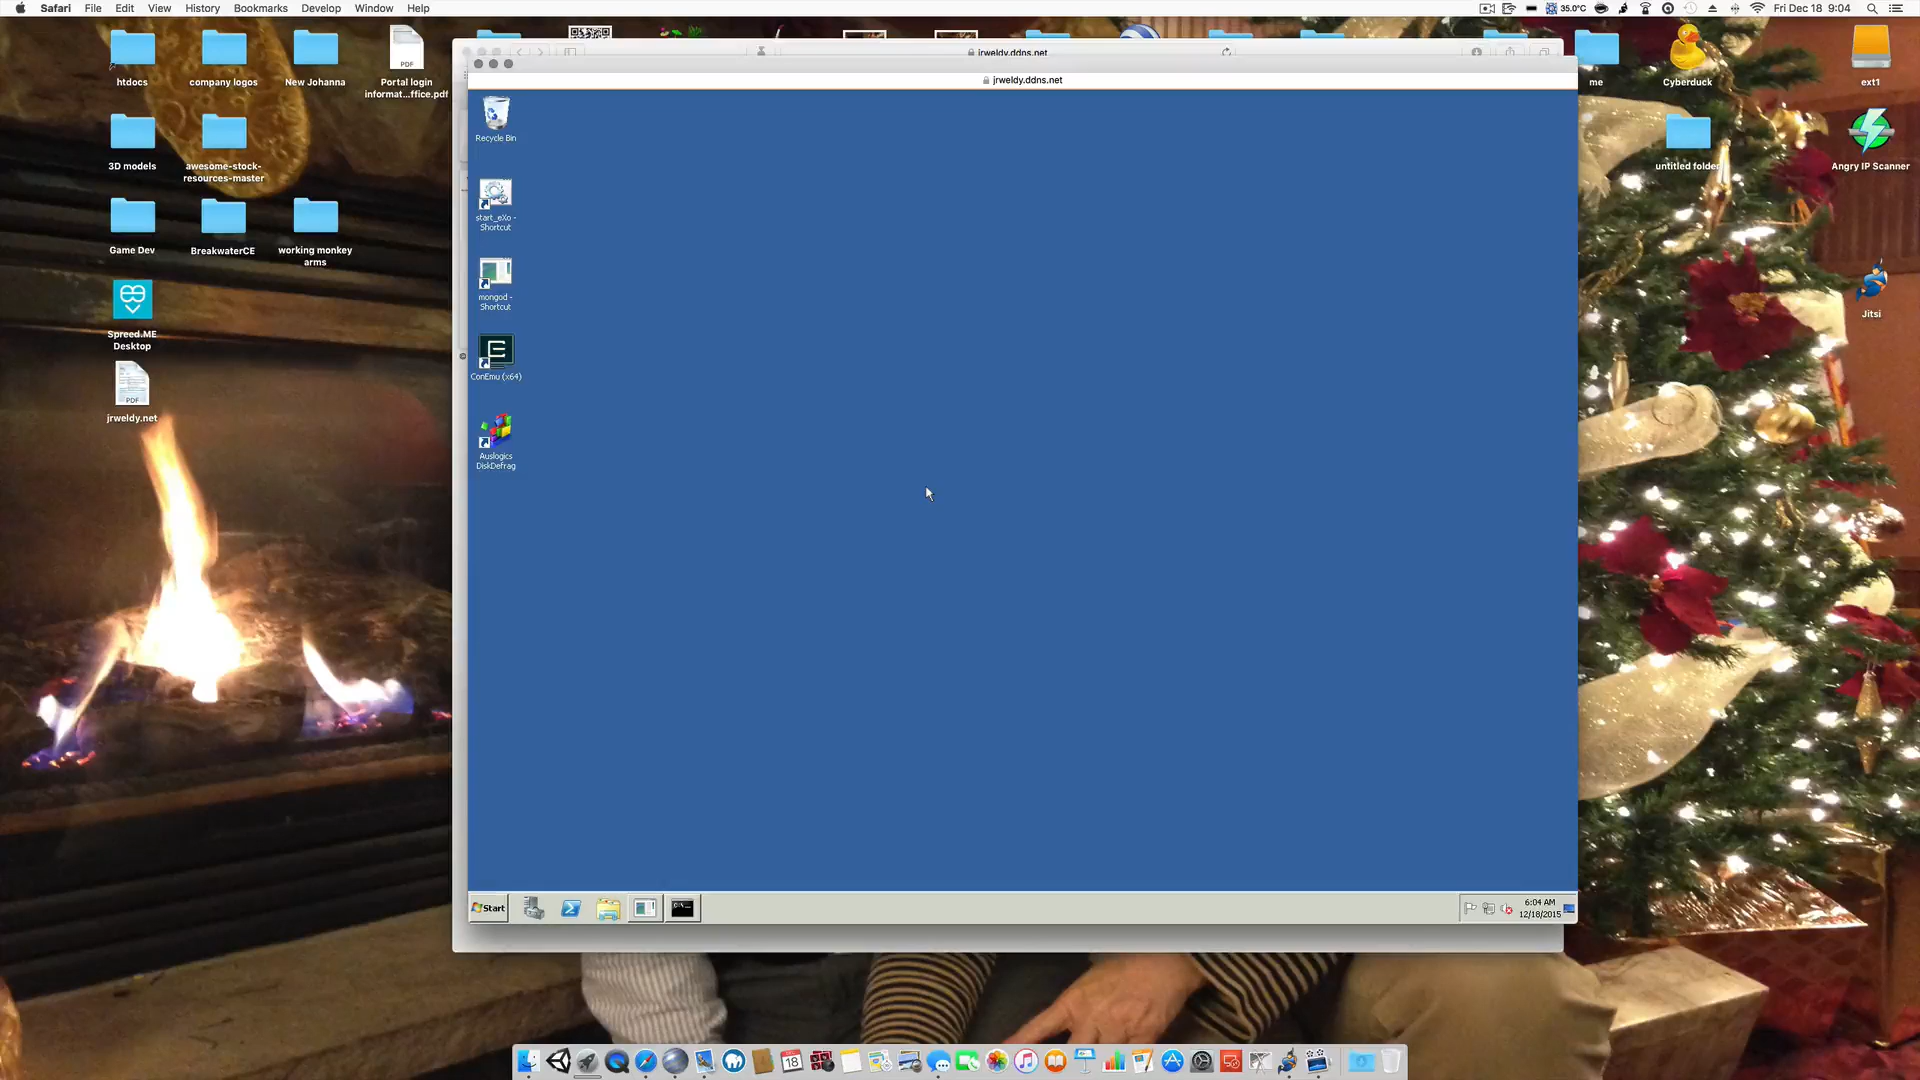 Safari File Edit View History Bookmarks Develop Window Help
35.0°C Fri Dec 18 9:04
htdocs
company logos
New Johanna
PDF
Portal login
informat...ffice.pdf
3D models
awesome-stock-
resources-master
Game Dev
BreakwaterCE
working monkey
arms
Spreed.ME
Desktop
PDF
jrweldy.net
jrweldy.ddns.net
jrweldy.ddns.net
Recycle Bin
start_eXo -
Shortcut
mongod -
Shortcut
ConEmu (x64)
Auslogics
DiskDefrag
me
Cyberduck
ext1
untitled folder
Angry IP Scanner
Jitsi
Start
6:04 AM
12/18/2015
18